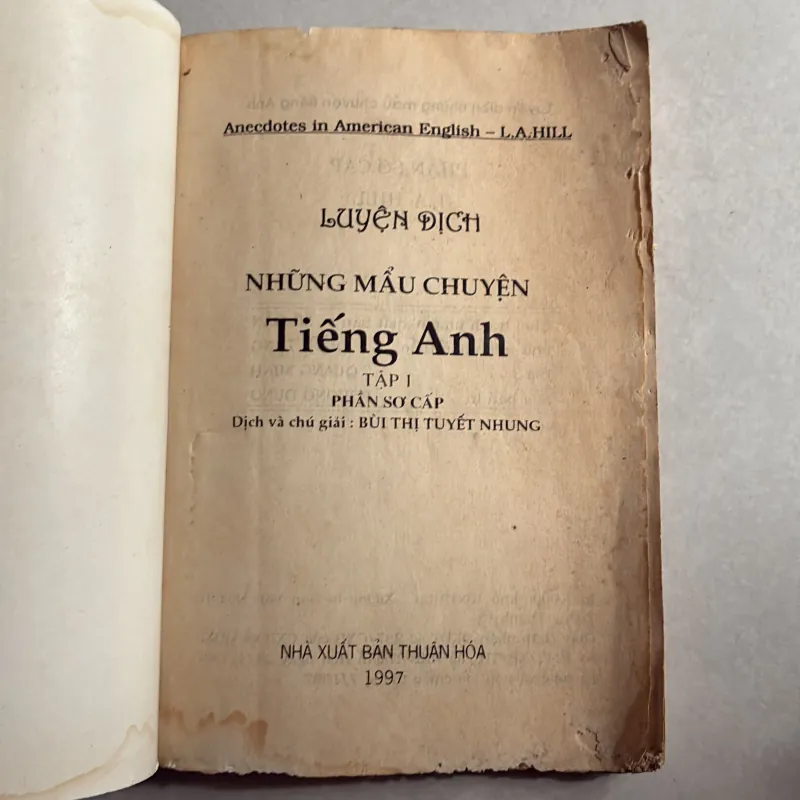 Anecdotes in American English – L.A.HILL
LUYỆN DỊCH
NHỮNG MẨU CHUYỆN
Tiếng Anh
TẬP I
PHẦN SƠ CẤP
Dịch và chú giải : BÙI THỊ TUYẾT NHUNG
NHÀ XUẤT BẢN THUẬN HÓA
1997